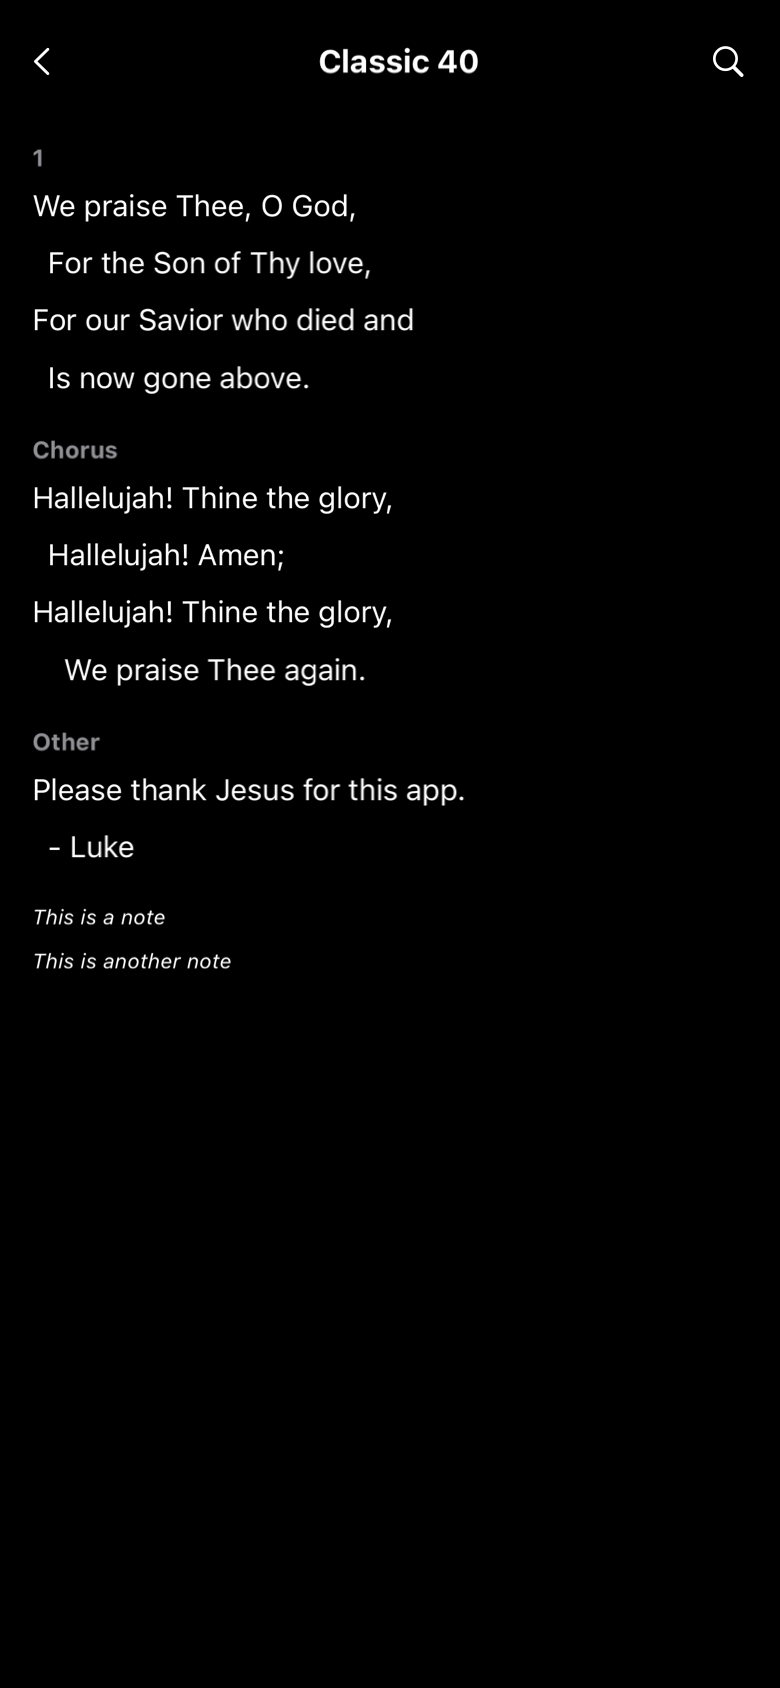 Classic 40
1
We praise Thee, O God,
For the Son of Thy love,
For our Savior who died and
Is now gone above.
Chorus
Hallelujah! Thine the glory,
Hallelujah! Amen;
Hallelujah! Thine the glory,
We praise Thee again.
Other
Please thank Jesus for this app.
- Luke
This is a note
This is another note